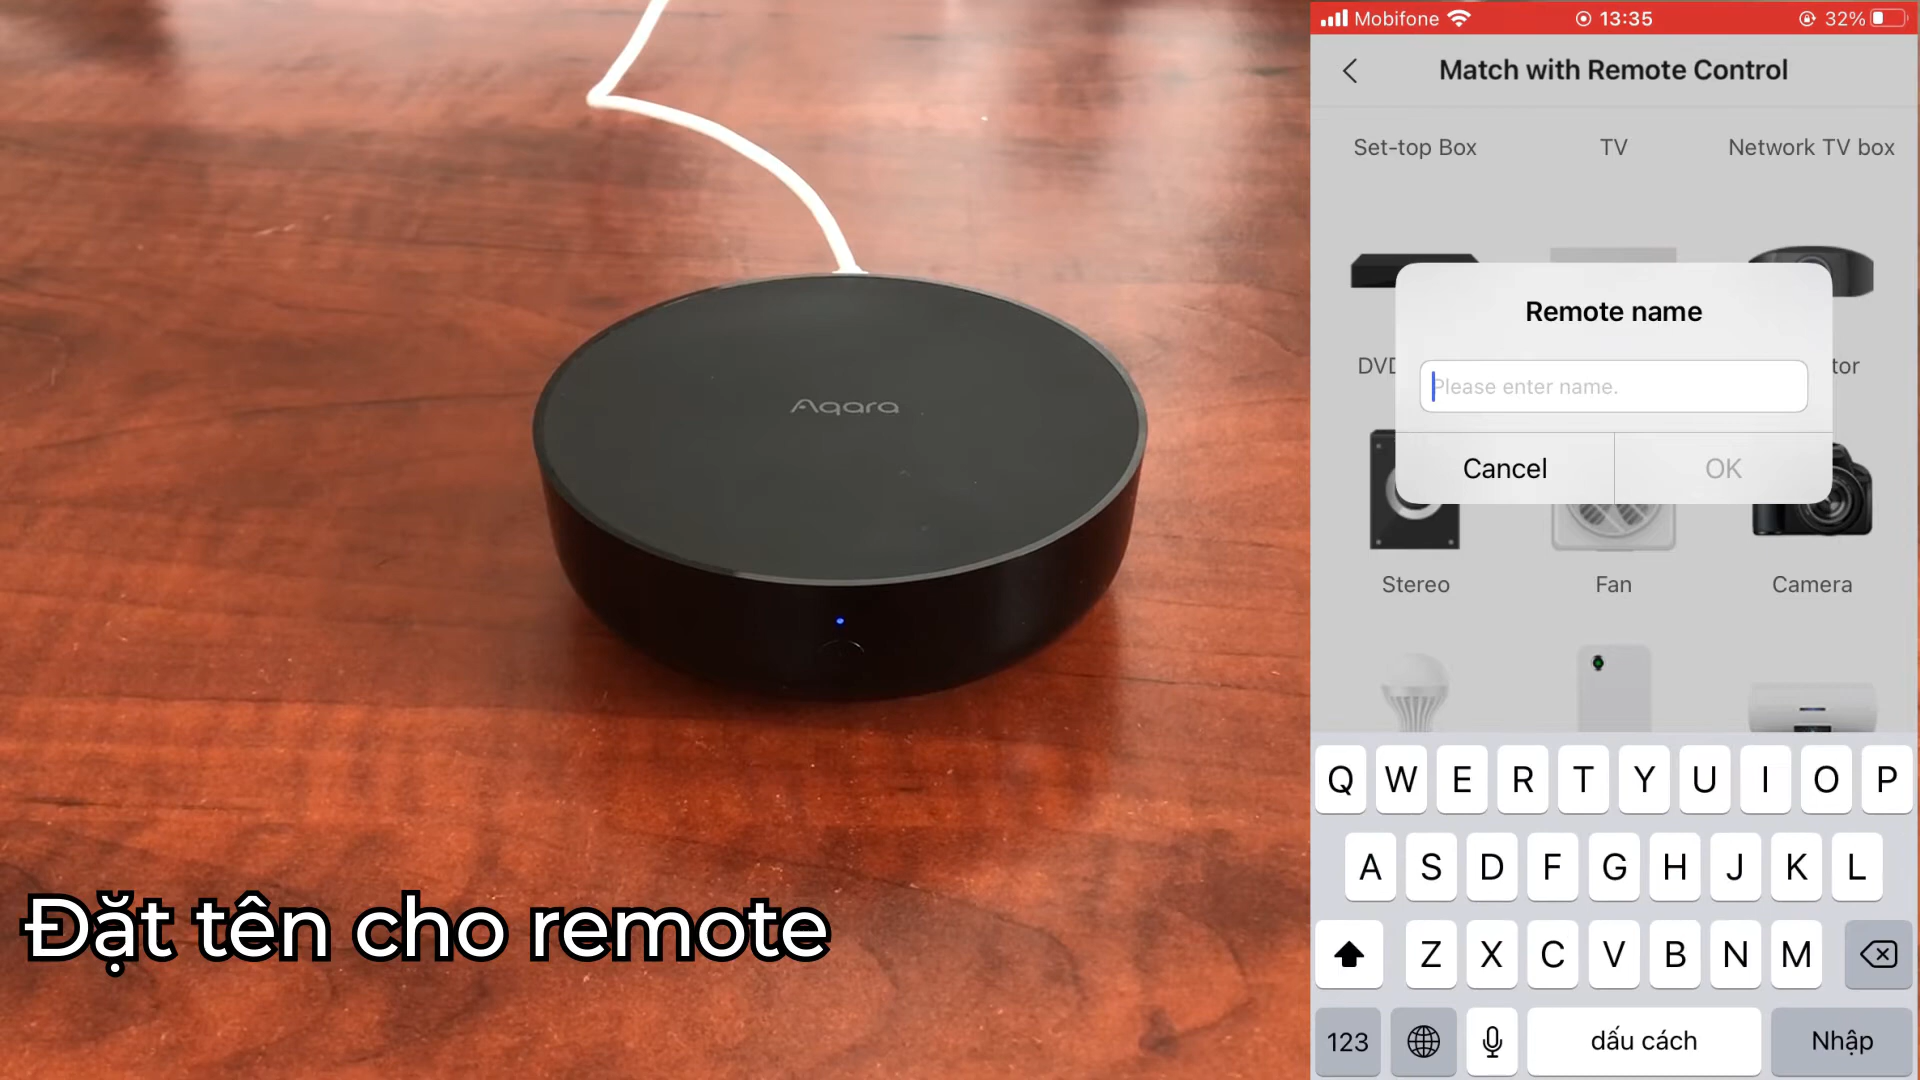 Aqara
Đặt tên cho remote
Mobifone
13:35
32%
Match with Remote Control
Set-top Box
TV
Network TV box
Remote name
Please enter name.
Cancel
OK
Stereo
Fan
Camera
Q W E R T Y U I O P
A S D F G H J K L
Z X C V B N M
123
dấu cách
Nhập